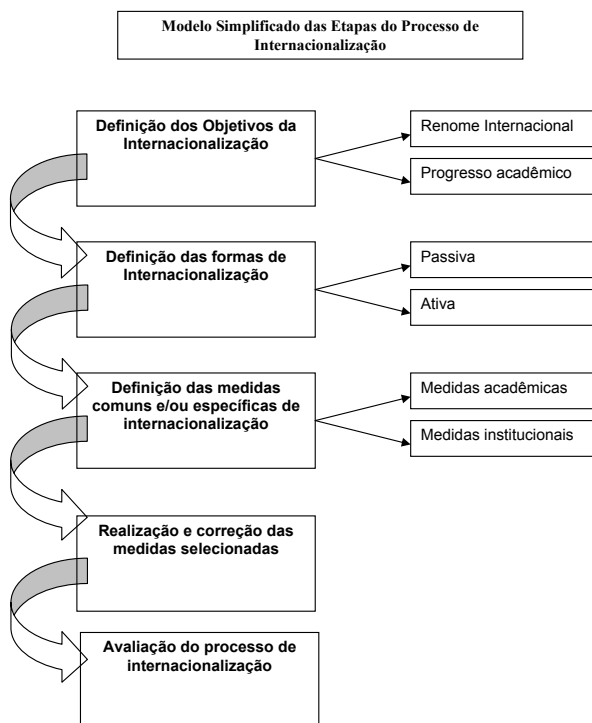 Modelo Simplificado das Etapas do Processo de
Internacionalização
Definição dos Objetivos da
Internacionalização
Renome Internacional
Progresso acadêmico
Definição das formas de
Internacionalização
Passiva
Ativa
Definição das medidas
comuns e/ou específicas de
internacionalização
Medidas acadêmicas
Medidas institucionais
Realização e correção das
medidas selecionadas
Avaliação do processo de
internacionalização